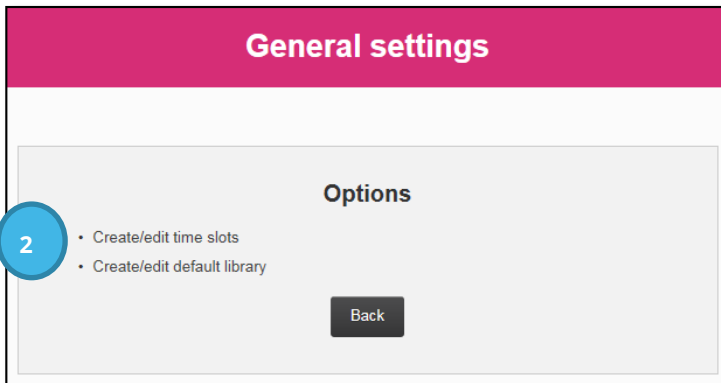 General settings
Options
2
• Create/edit time slots
• Create/edit default library
Back